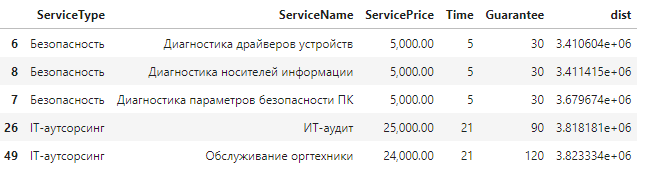 ServiceType ServiceName ServicePrice Time Guarantee dist
6 Безопасность Диагностика драйверов устройств 5,000.00 5 30 3.410604e+06
8 Безопасность Диагностика носителей информации 5,000.00 5 30 3.411415e+06
7 Безопасность Диагностика параметров безопасности ПК 5,000.00 5 30 3.679674e+06
26 IT-аутсорсинг ИТ-аудит 25,000.00 21 90 3.818181e+06
49 IT-аутсорсинг Обслуживание оргтехники 24,000.00 21 120 3.823334e+06